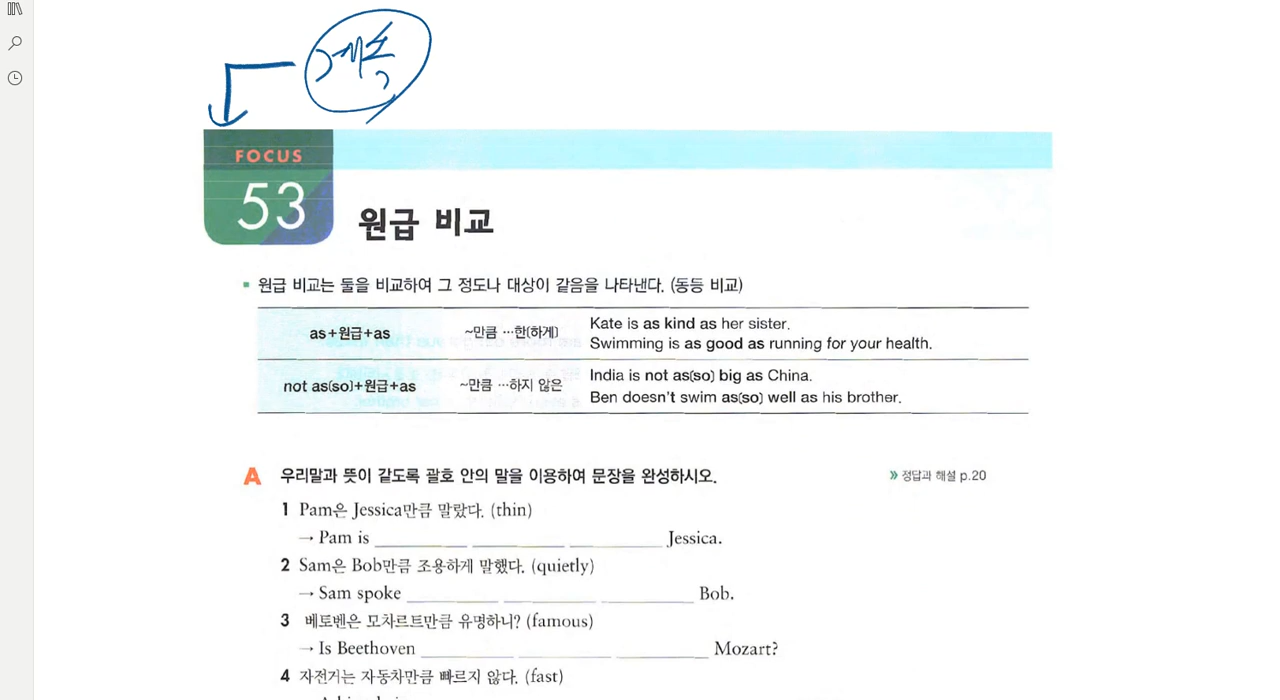 계속
FOCUS
53
원급 비교
원급 비교는 둘을 비교하여 그 정도나 대상이 같음을 나타낸다. (동등 비교)
as+원급+as ~만큼 …한(하게) Kate is as kind as her sister.
Swimming is as good as running for your health.
not as(so)+원급+as ~만큼 …하지 않은 India is not as(so) big as China.
Ben doesn't swim as(so) well as his brother.
A 우리말과 뜻이 같도록 괄호 안의 말을 이용하여 문장을 완성하시오. » 정답과 해설 p.20
1 Pam은 Jessica만큼 말랐다. (thin)
→ Pam is ___ ___ ___ Jessica.
2 Sam은 Bob만큼 조용하게 말했다. (quietly)
→ Sam spoke ___ ___ ___ Bob.
3 베토벤은 모차르트만큼 유명하니? (famous)
→ Is Beethoven ___ ___ ___ Mozart?
4 자전거는 자동차만큼 빠르지 않다. (fast)